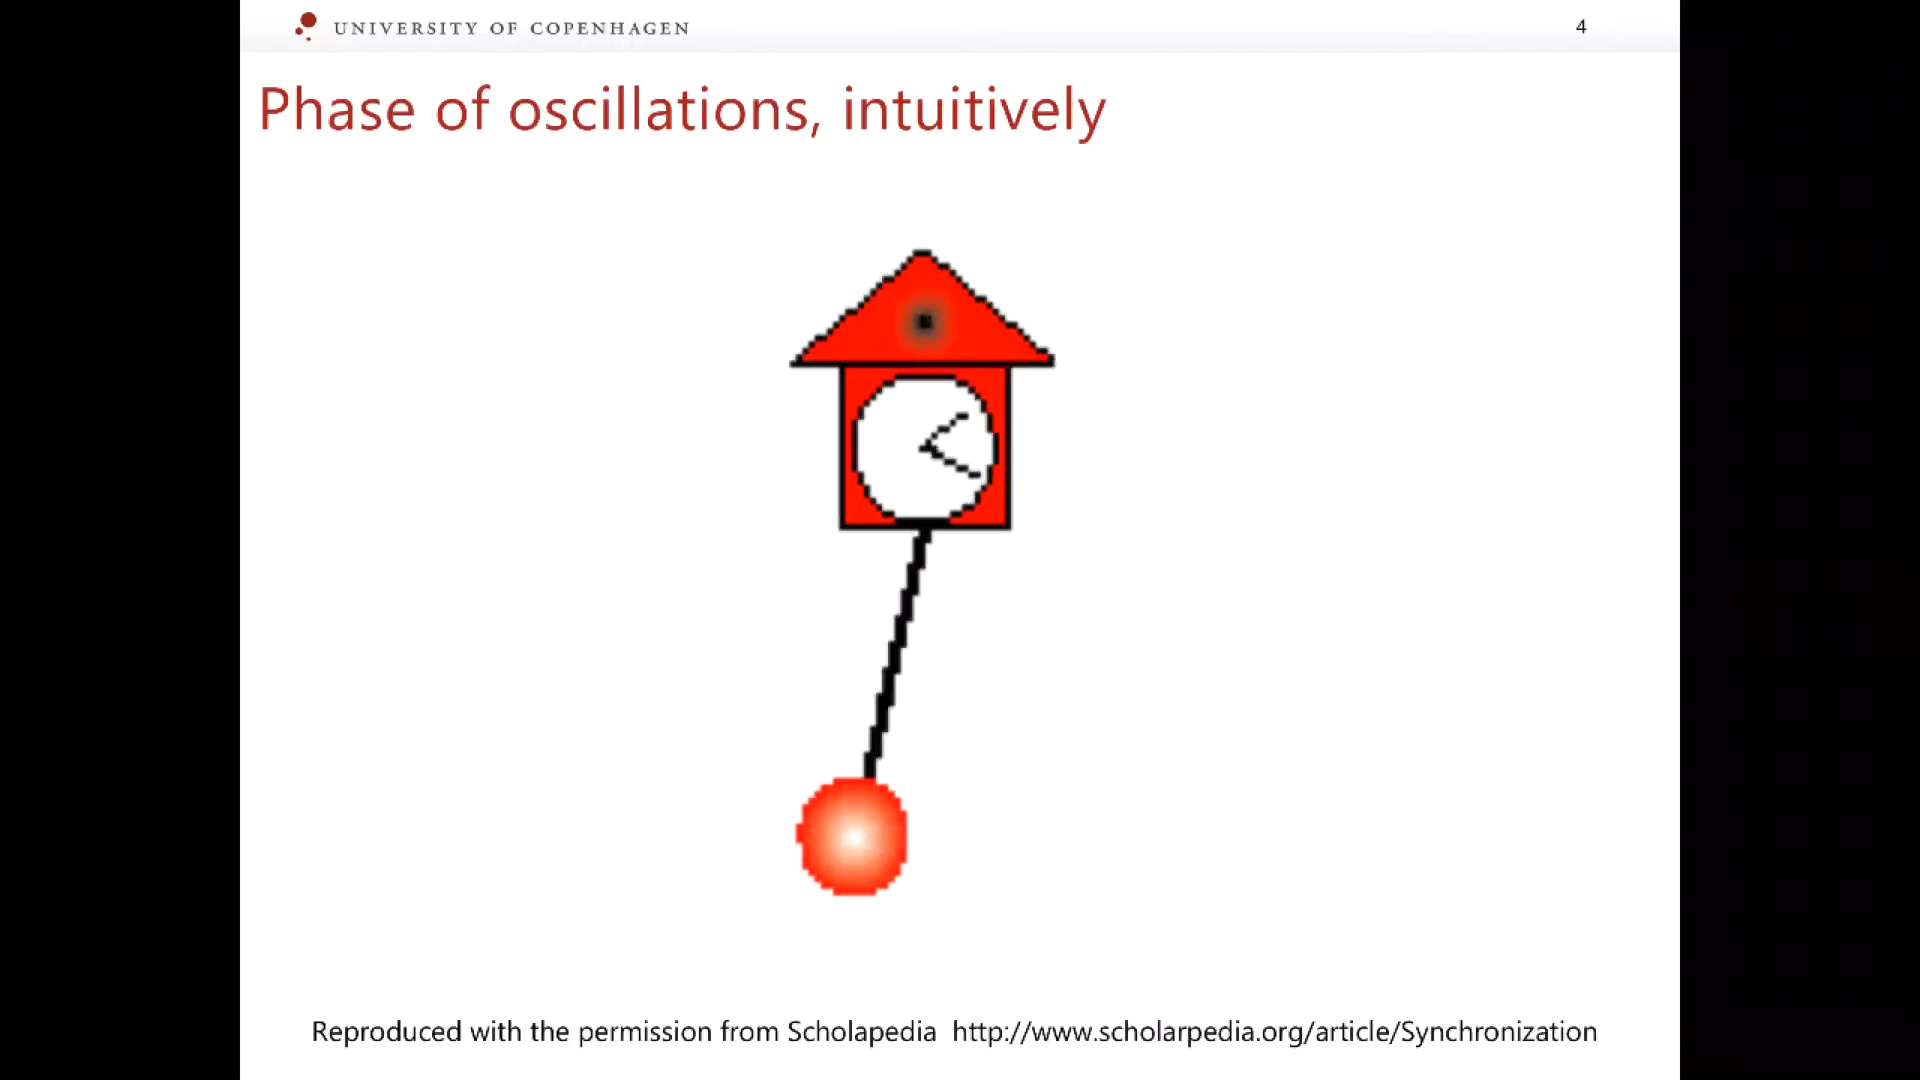 UNIVERSITY OF COPENHAGEN
4
Phase of oscillations, intuitively
Reproduced with the permission from Scholapedia http://www.scholarpedia.org/article/Synchronization